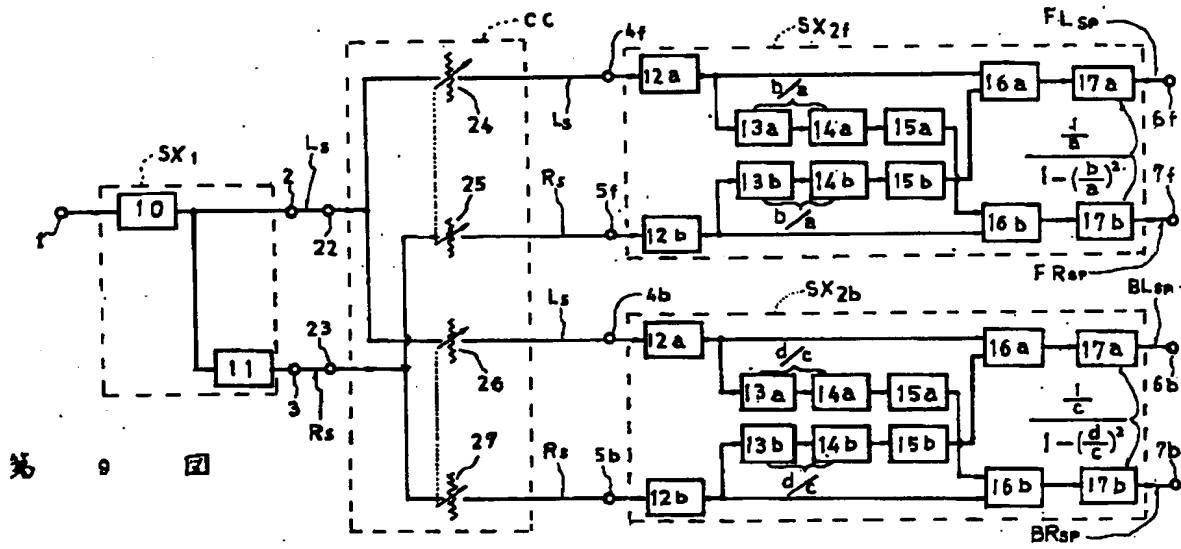 SX1
CC
4f
SX2f
FLSP
12a
16a
17a
6f
24
Ls
b/a
13a
14a
15a
1/a
1-(b/a)²
25
Rs
5f
13b
14b
15b
b/a
7f
12b
16b
17b
FRSP
1
10
2
Ls
22
11
3
Rs
23
Ls
4b
SX2b
BLSP
12a
16a
17a
6b
26
d/c
13a
14a
15a
1/c
1-(d/c)²
27
Rs
5b
13b
14b
15b
d/c
7b
12b
16b
17b
BRSP
第 9 図